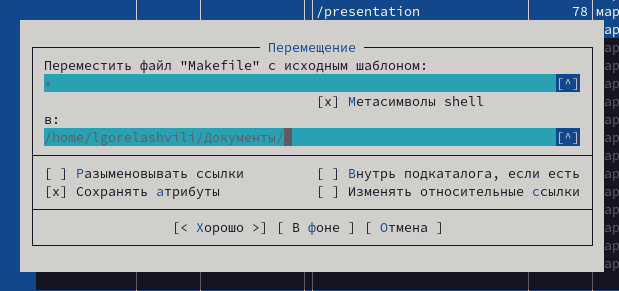 /presentation 78 мар
ар
Перемещение
Переместить файл "Makefile" с исходным шаблоном:
* [^]
[x] Метасимволы shell
в:
/home/lgorelashvili/Документы/ [^]
[ ] Разыменовывать ссылки [ ] Внутрь подкаталога, если есть
[x] Сохранять атрибуты [ ] Изменять относительные ссылки
[< Хорошо >] [ В фоне ] [ Отмена ]